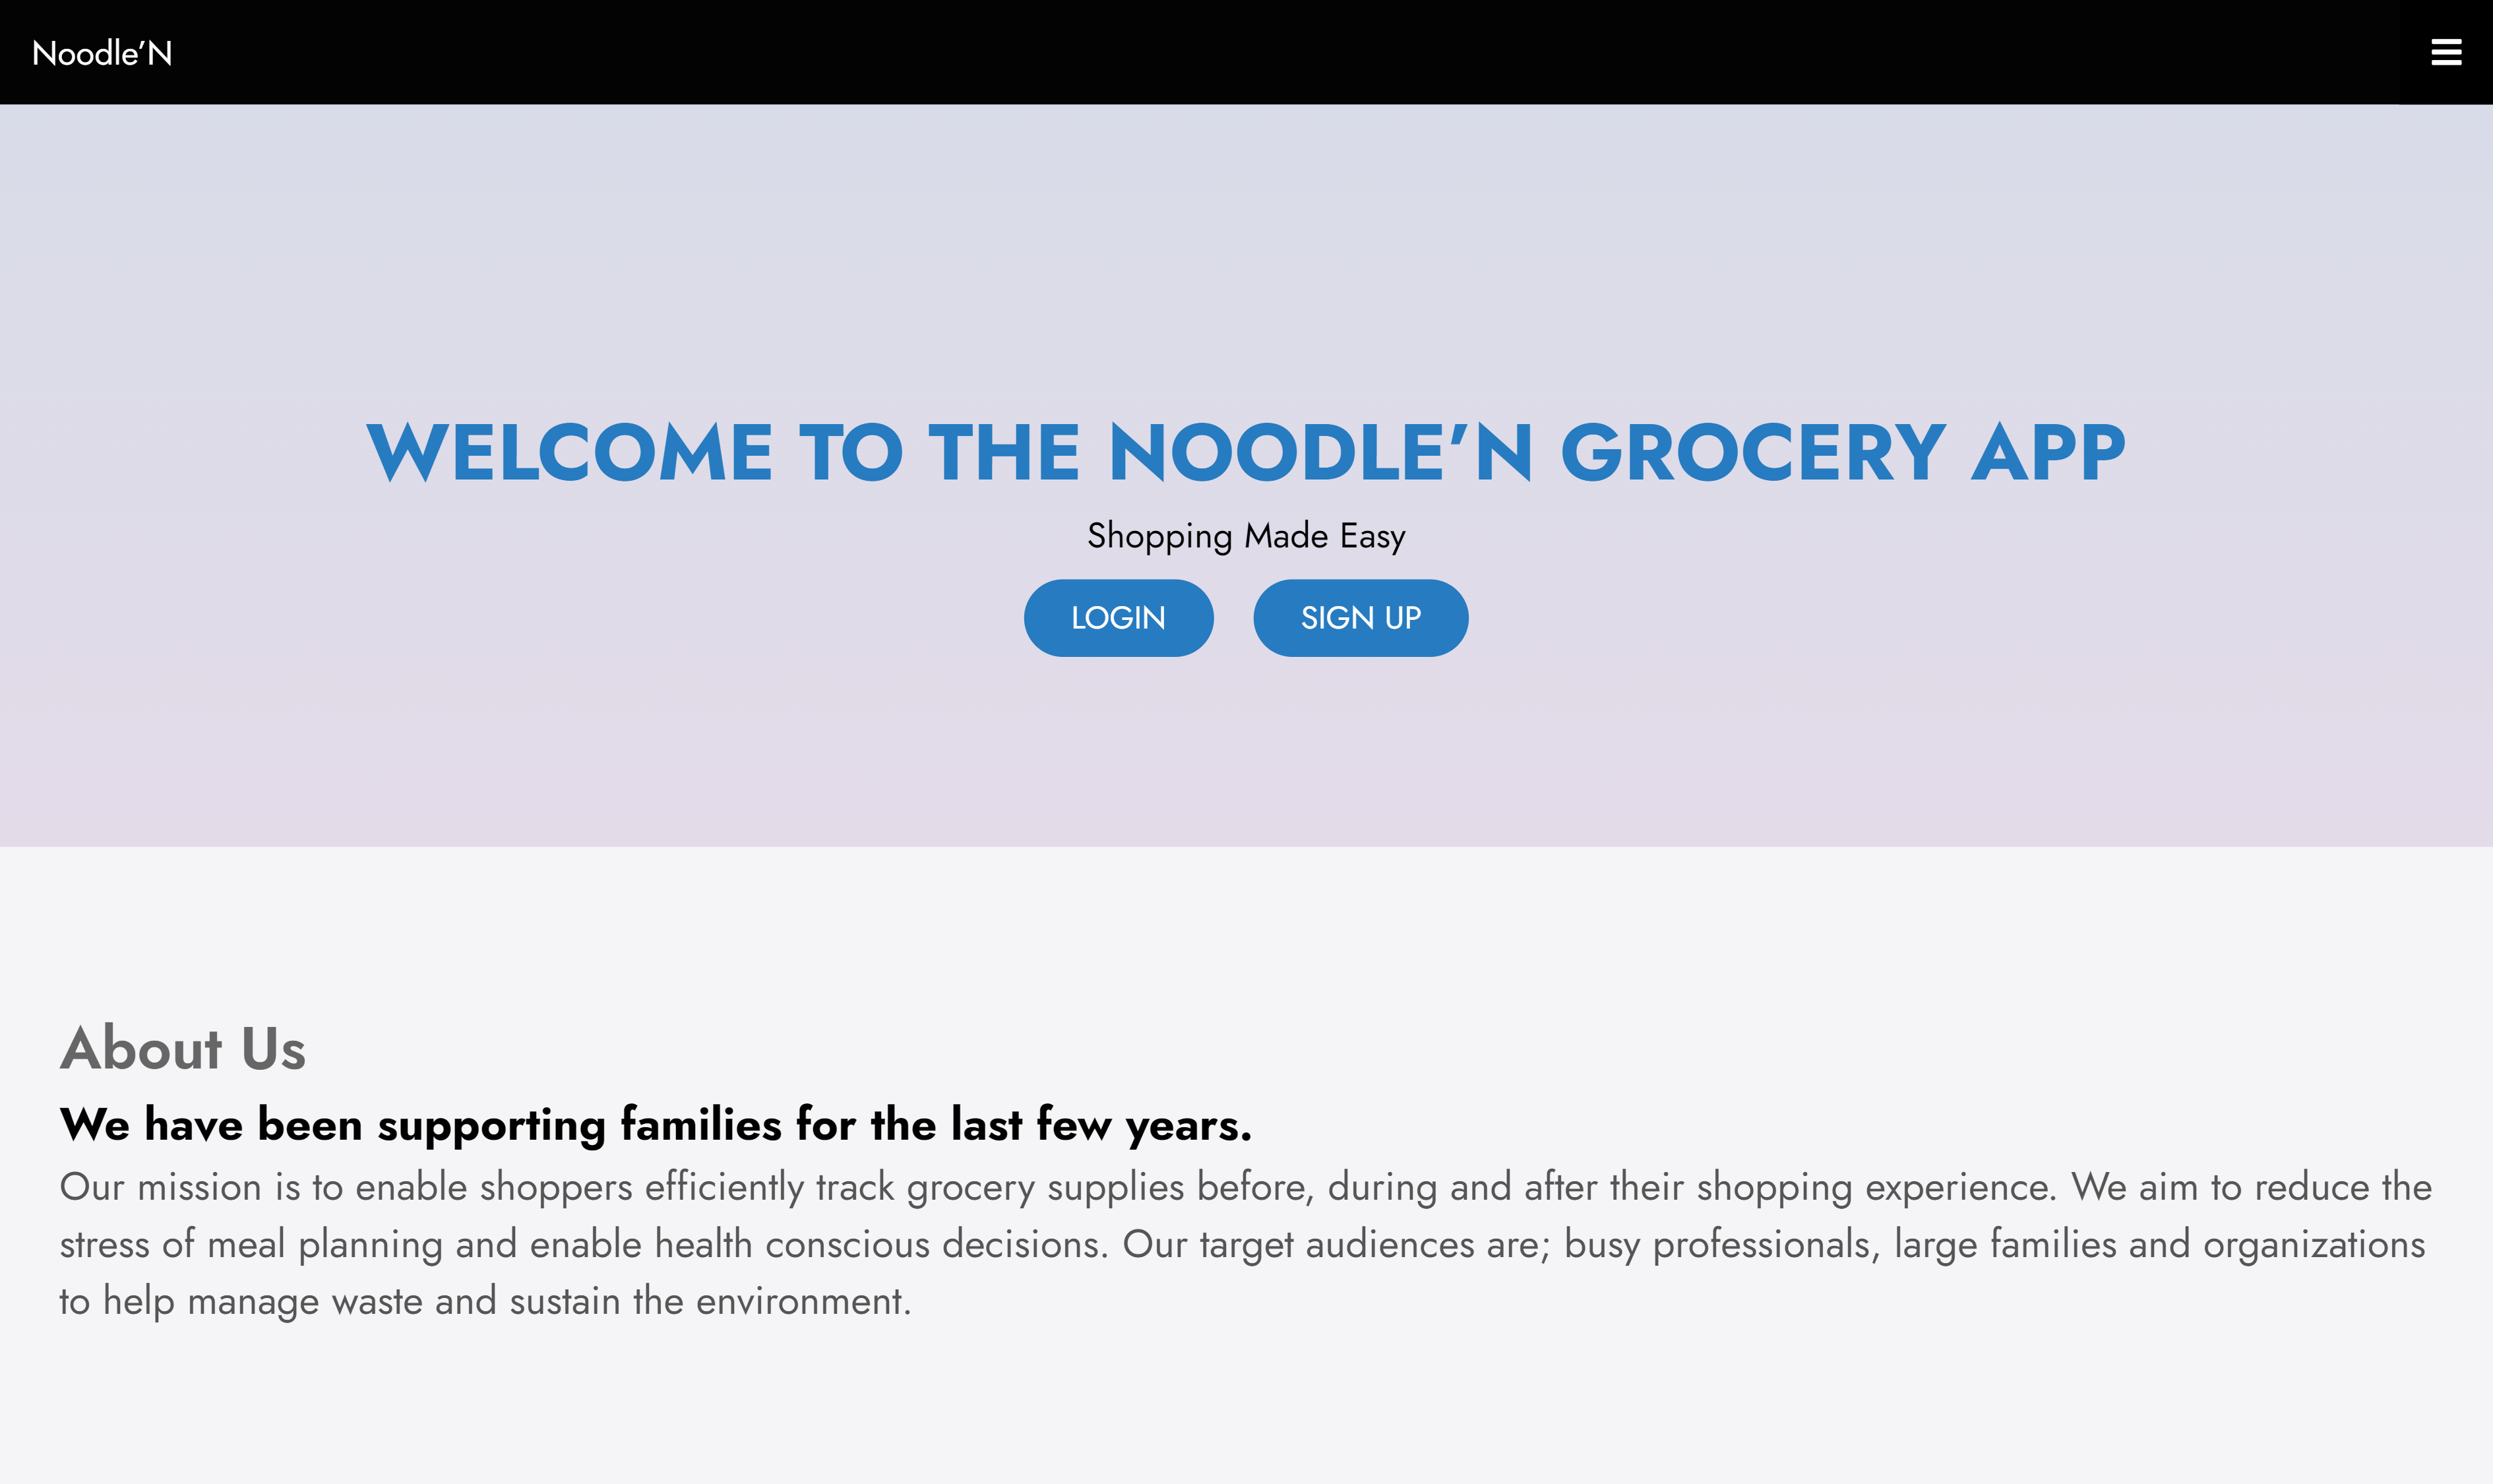 Noodle’N
WELCOME TO THE NOODLE’N GROCERY APP
Shopping Made Easy
LOGIN SIGN UP
About Us
We have been supporting families for the last few years.
Our mission is to enable shoppers efficiently track grocery supplies before, during and after their shopping experience. We aim to reduce the
stress of meal planning and enable health conscious decisions. Our target audiences are; busy professionals, large families and organizations
to help manage waste and sustain the environment.